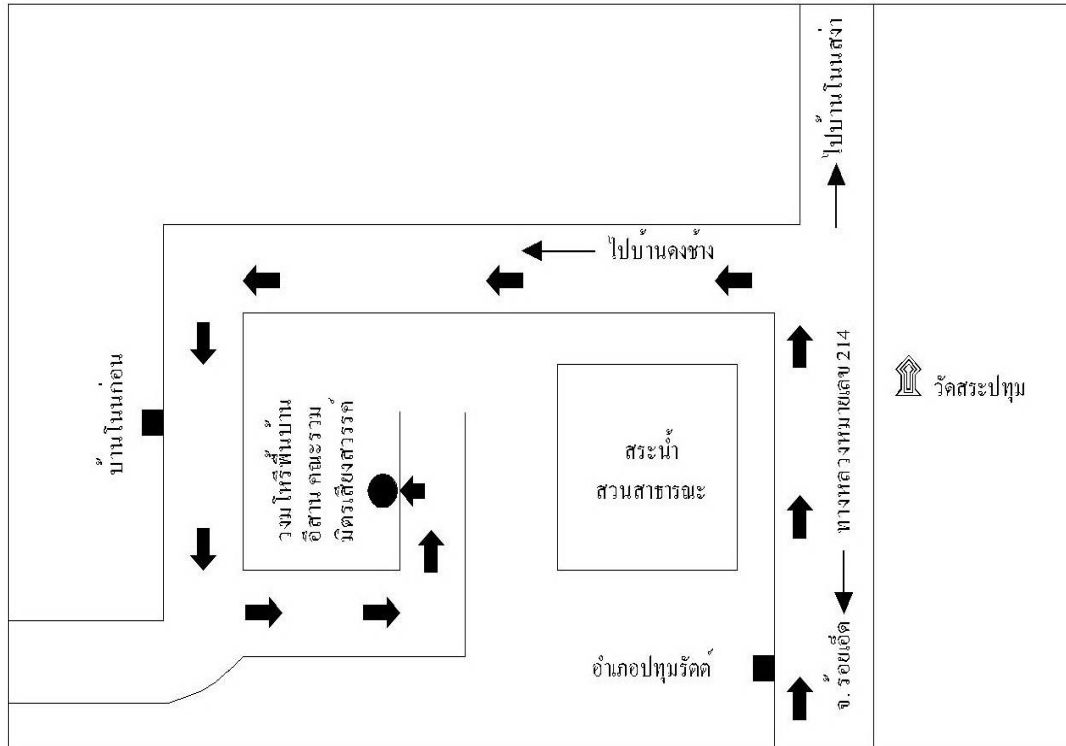 ไปบ้านโนนสง่า
ไปบ้านดงช้าง
บ้านโนนก่อน
วงมโหรีพื้นบ้าน
อีสาน คณะรวม
มิตรเสียงสวรรค์
สระน้ำ
สวนสาธารณะ
ทางหลวงหมายเลข 214
วัดสระปทุม
อำเภอปทุมรัตต์
จ. ร้อยเอ็ด